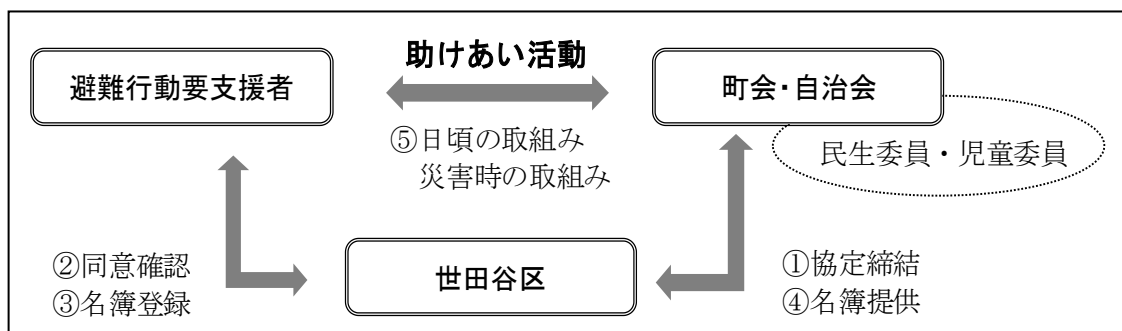 助けあい活動
避難行動要支援者
町会・自治会
⑤日頃の取組み
災害時の取組み
民生委員・児童委員
②同意確認
③名簿登録
世田谷区
①協定締結
④名簿提供